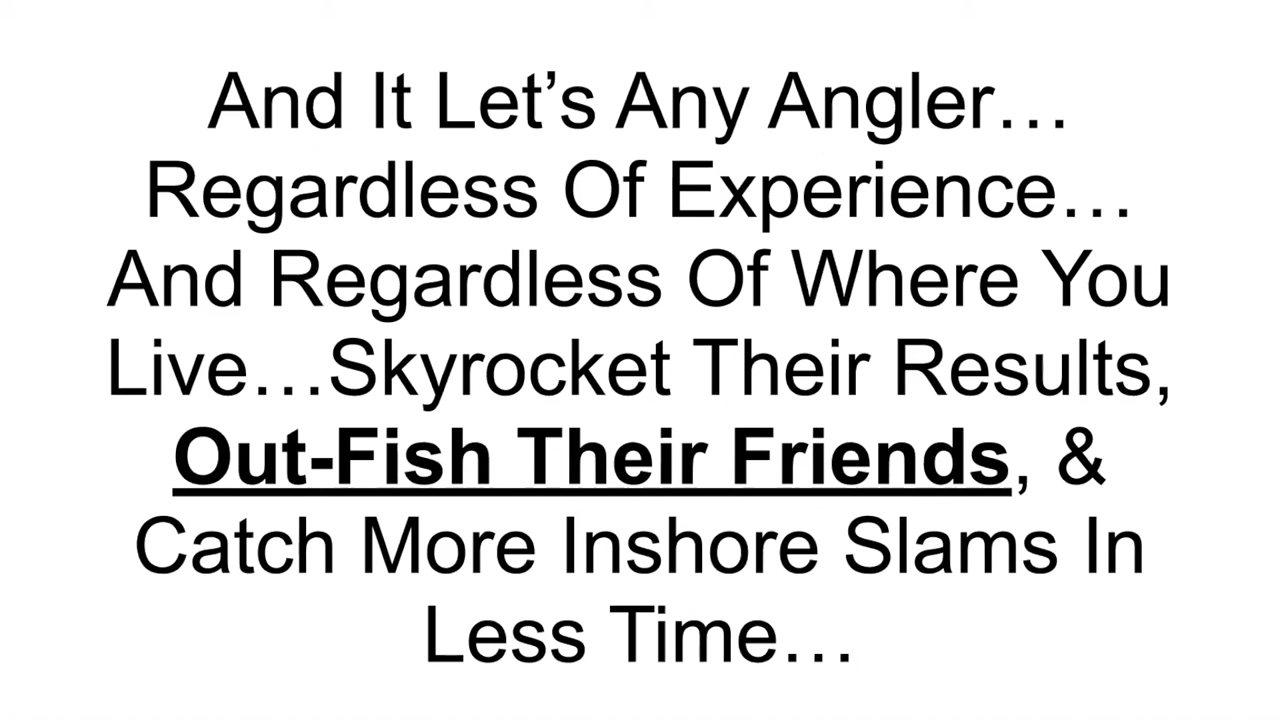 And It Let’s Any Angler…
Regardless Of Experience…
And Regardless Of Where You
Live…Skyrocket Their Results,
Out-Fish Their Friends, &
Catch More Inshore Slams In
Less Time…